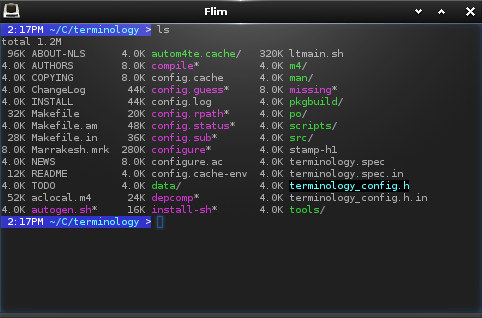 Flim
2:17PM ~/C/terminology > ls
total 1.2M
96K ABOUT-NLS 4.0K autom4te.cache/ 320K ltmain.sh
4.0K AUTHORS 8.0K compile* 4.0K m4/
4.0K COPYING 8.0K config.cache 4.0K man/
4.0K ChangeLog 44K config.guess* 8.0K missing*
4.0K INSTALL 44K config.log 4.0K pkgbuild/
32K Makefile 20K config.rpath* 4.0K po/
4.0K Makefile.am 48K config.status* 4.0K scripts/
28K Makefile.in 36K config.sub* 4.0K src/
8.0K Marrakesh.mrk 280K configure* 4.0K stamp-h1
4.0K NEWS 8.0K configure.ac 4.0K terminology.spec
12K README 4.0K config.cache-env 4.0K terminology.spec.in
4.0K TODO 4.0K data/ 4.0K terminology_config.h
52K aclocal.m4 24K depcomp* 4.0K terminology_config.h.in
4.0K autogen.sh* 16K install-sh* 4.0K tools/
2:17PM ~/C/terminology >